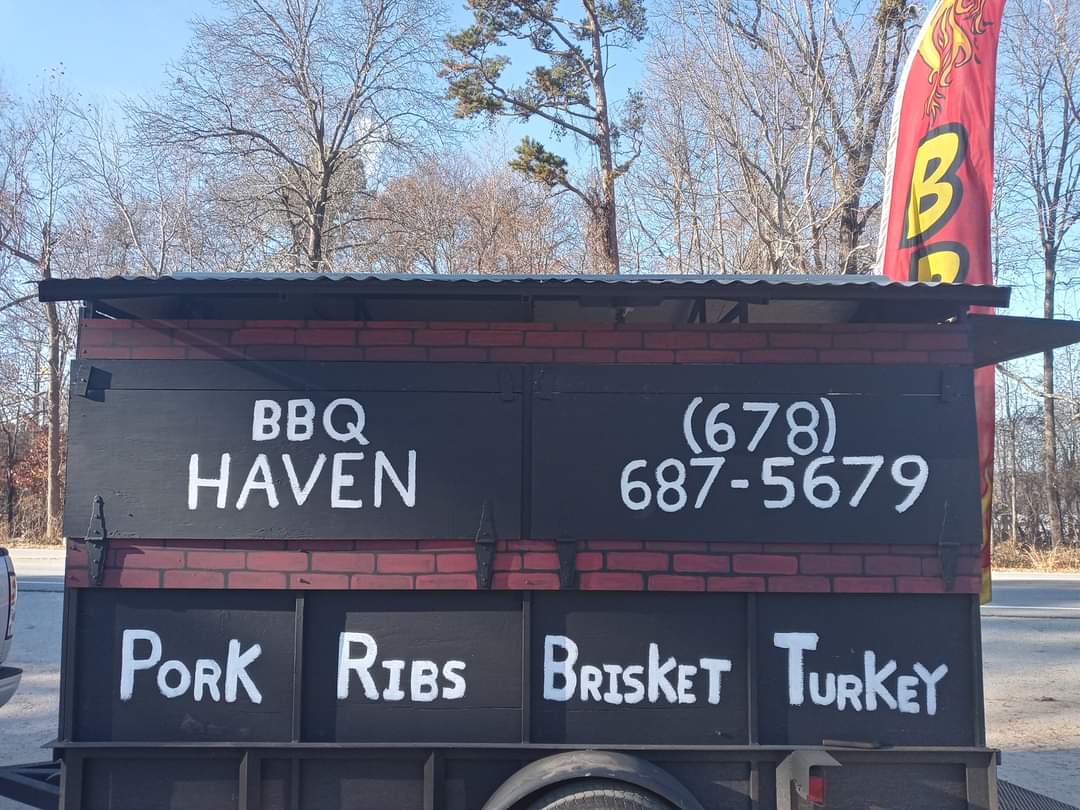 BBQ
HAVEN
(678)
687-5679
PORK RIBS BRISKET TURKEY
B